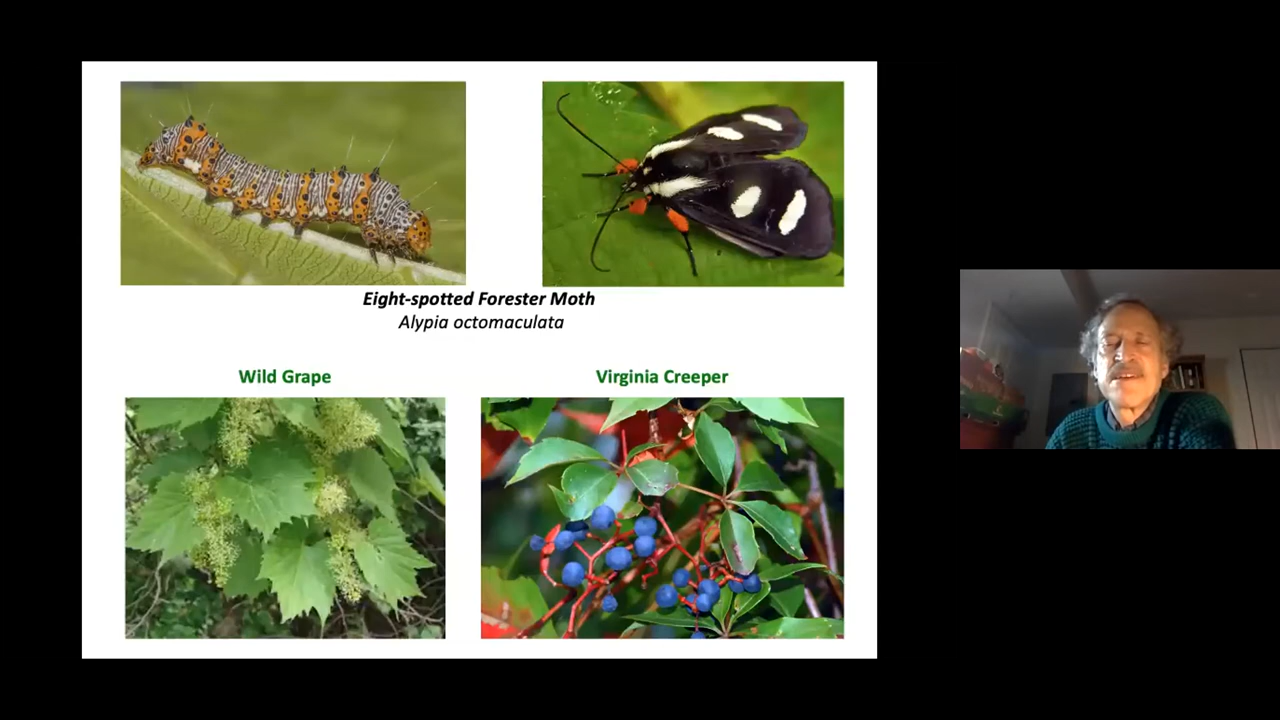 Eight-spotted Forester Moth
Alypia octomaculata
Wild Grape
Virginia Creeper